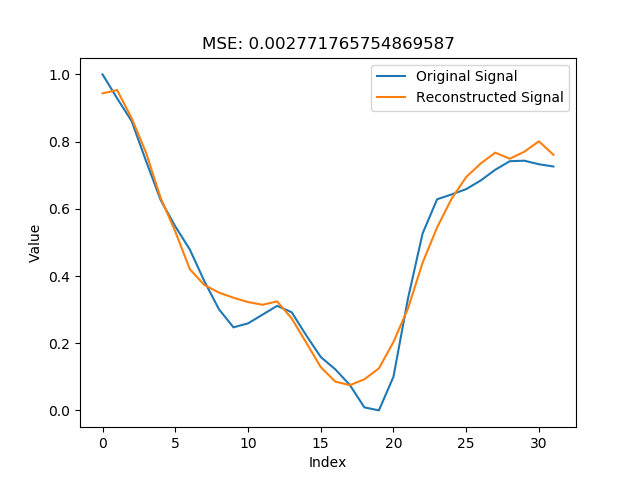 MSE: 0.002771765754869587
Original Signal
Reconstructed Signal
Value
1.0
0.8
0.6
0.4
0.2
0.0
0 5 10 15 20 25 30
Index